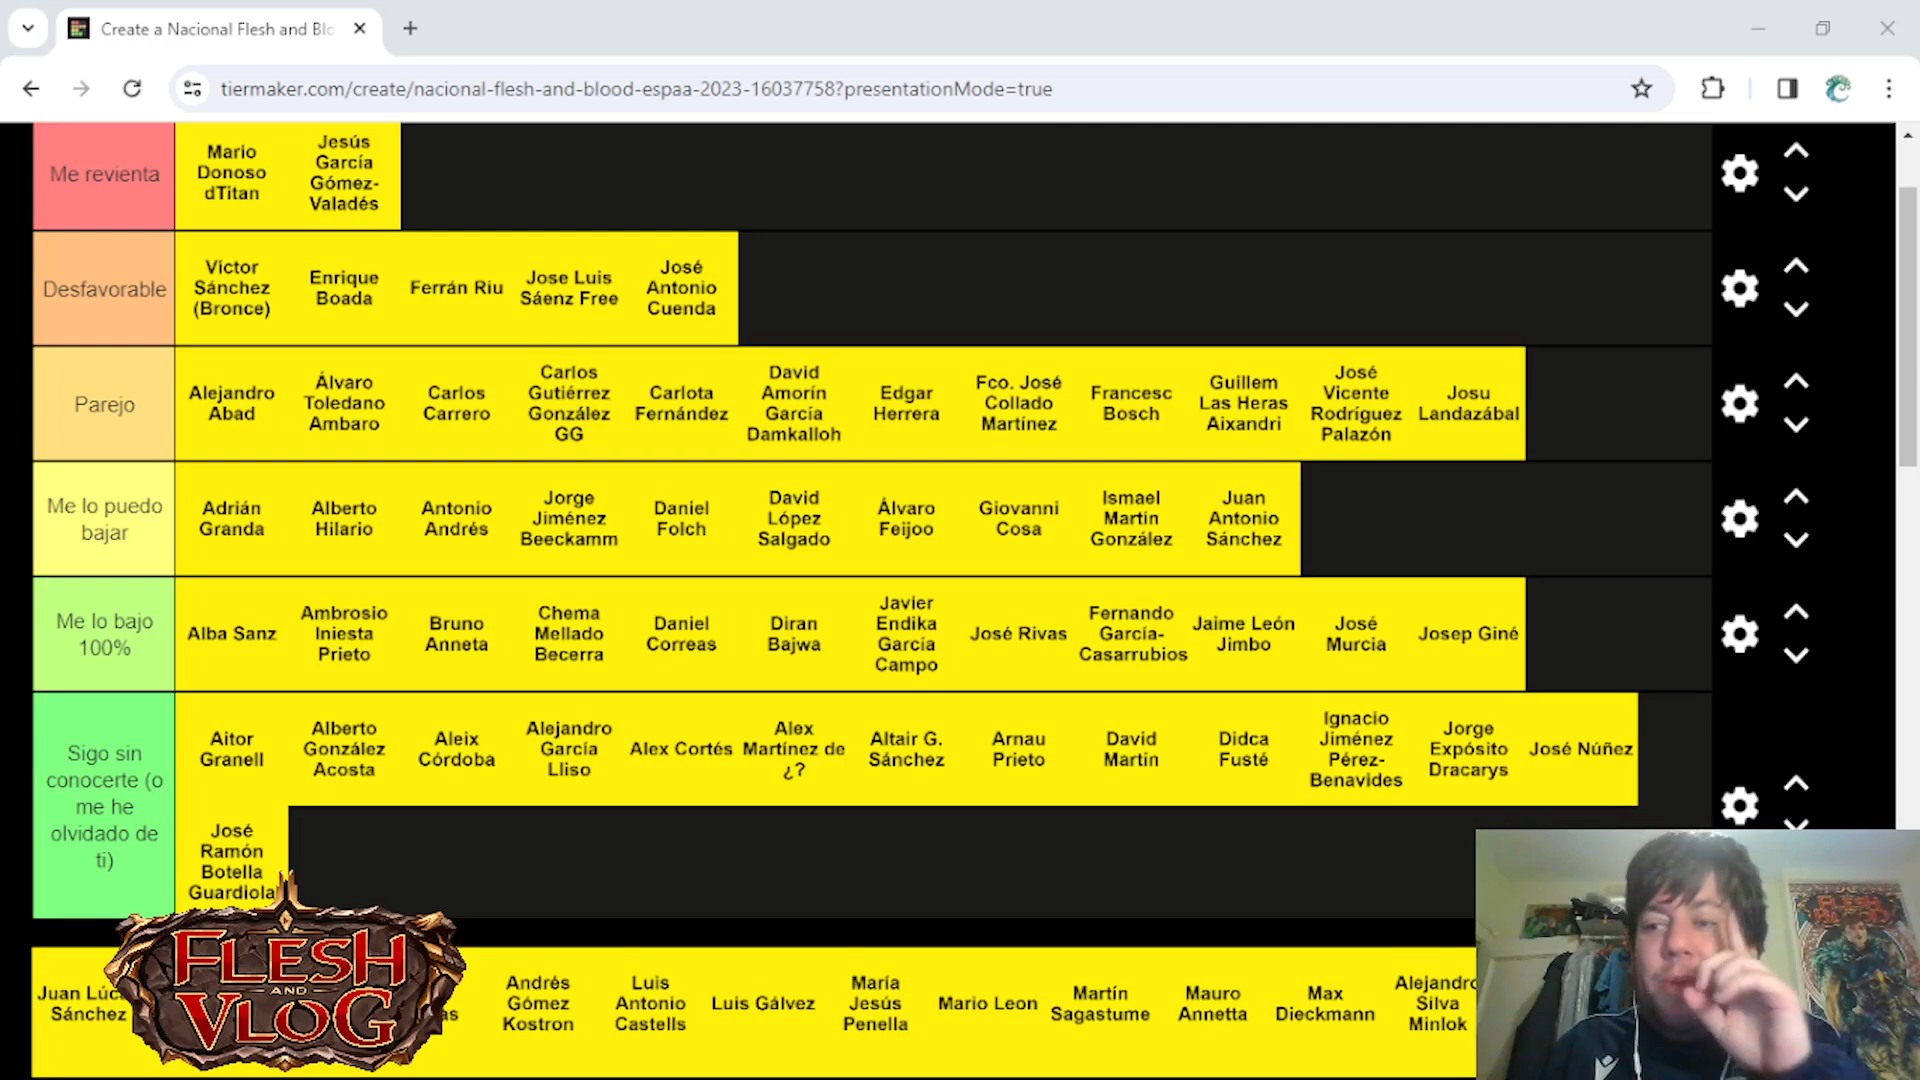 Create a Nacional Flesh and Blo
tiermaker.com/create/nacional-flesh-and-blood-espaa-2023-16037758?presentationMode=true
Me revienta
Mario
Donoso
dTitan
Jesús
García
Gómez-
Valadés
Desfavorable
Víctor
Sánchez
(Bronce)
Enrique
Boada
Ferrán Riu
Jose Luis
Sáenz Free
José
Antonio
Cuenda
Parejo
Alejandro
Abad
Álvaro
Toledano
Ambaro
Carlos
Carrero
Carlos
Gutiérrez
González
GG
Carlota
Fernández
David
Amorín
García
Damkalloh
Edgar
Herrera
Fco. José
Collado
Martínez
Francesc
Bosch
Guillem
Las Heras
Aixandri
José
Vicente
Rodríguez
Palazón
Josu
Landazábal
Me lo puedo
bajar
Adrián
Granda
Alberto
Hilario
Antonio
Andrés
Jorge
Jiménez
Beeckamm
Daniel
Folch
David
López
Salgado
Álvaro
Feijoo
Giovanni
Cosa
Ismael
Martín
González
Juan
Antonio
Sánchez
Me lo bajo
100%
Alba Sanz
Ambrosio
Iniesta
Prieto
Bruno
Anneta
Chema
Mellado
Becerra
Daniel
Correas
Diran
Bajwa
Javier
Endika
García
Campo
José Rivas
Fernando
García-
Casarrubios
Jaime León
Jimbo
José
Murcia
Josep Giné
Sigo sin
conocerte (o
me he
olvidado de
ti)
Aitor
Granell
Alberto
González
Acosta
Aleix
Córdoba
Alejandro
García
Lliso
Alex Cortés
Alex
Martínez de
¿?
Altair G.
Sánchez
Arnau
Prieto
David
Martín
Didca
Fusté
Ignacio
Jiménez
Pérez-
Benavides
Jorge
Expósito
Dracarys
José Núñez
José
Ramón
Botella
Guardiola
Juan Lúc
Sánchez
as
Andrés
Gómez
Kostron
Luis
Antonio
Castells
Luis Gálvez
María
Jesús
Penella
Mario Leon
Martín
Sagastume
Mauro
Annetta
Max
Dieckmann
Alejandro
Silva
Minlok
FLESH
AND
VLOG
FLESH
BLOOD